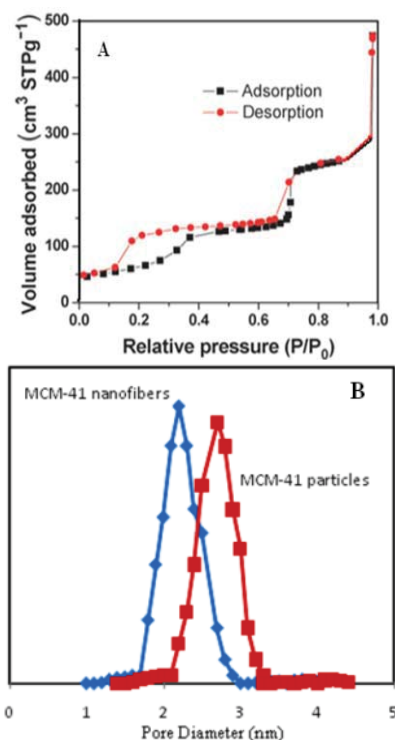 A
Volume adsorbed (cm³ STPg⁻¹)
500
400
300
200
100
0
Adsorption
Desorption
0.0 0.2 0.4 0.6 0.8 1.0
Relative pressure (P/P₀)
B
MCM-41 nanofibers
MCM-41 particles
0 1 2 3 4 5
Pore Diameter (nm)